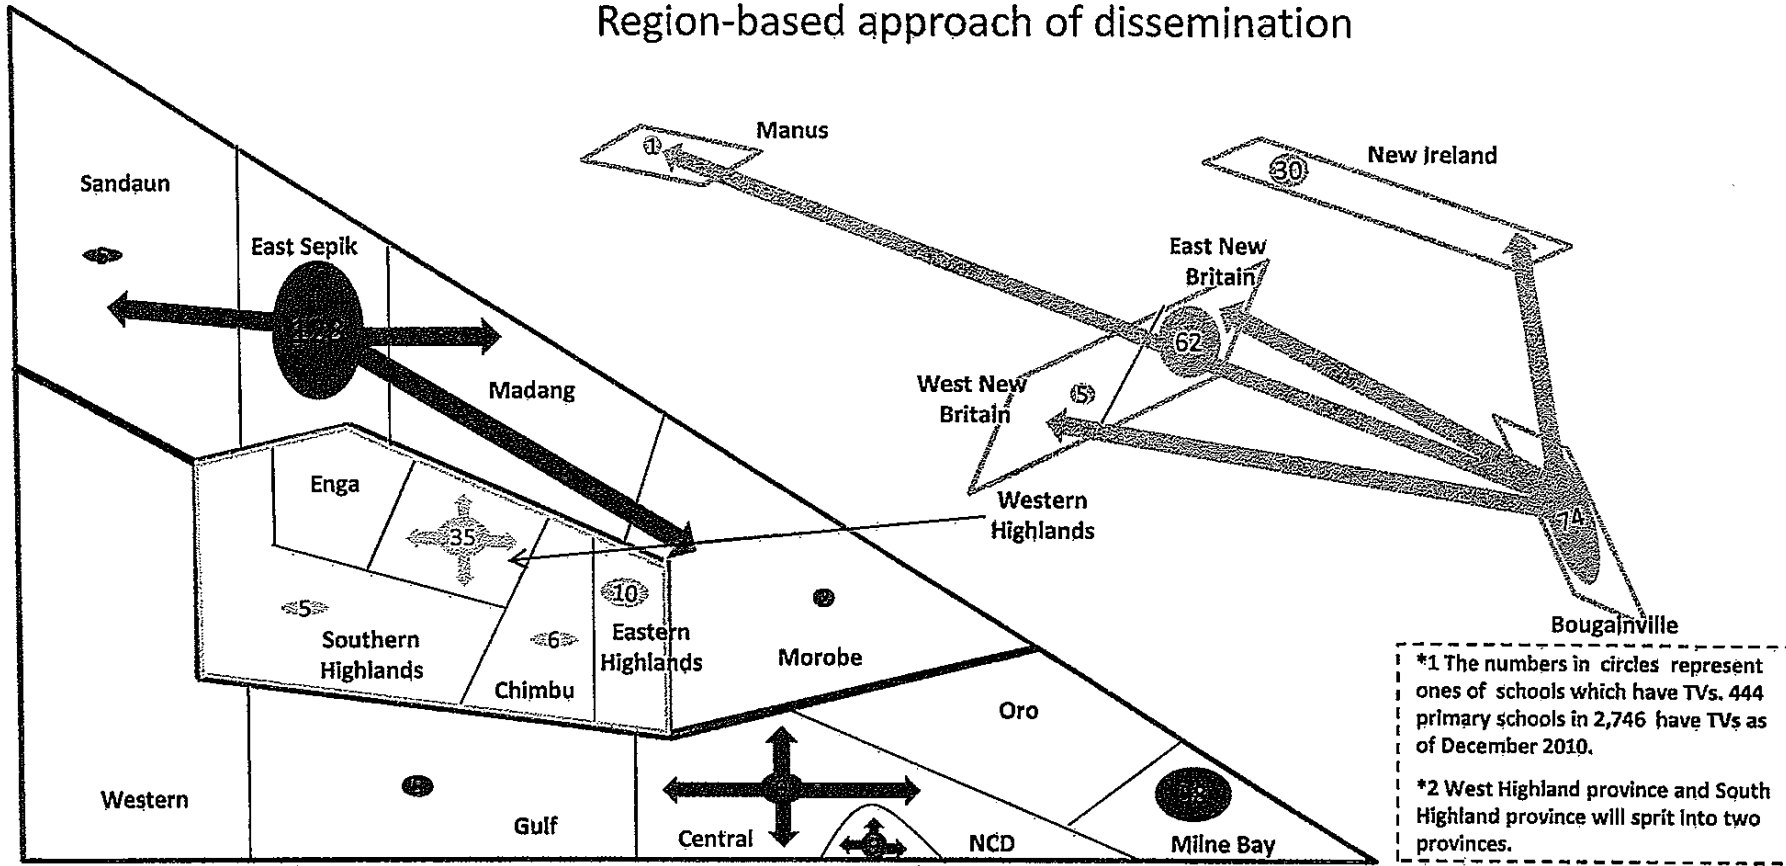 Region-based approach of dissemination
Manus
1
New Ireland
30
Sandaun
East Sepik
East New
Britain
62
Madang
West New
Britain
5
Enga
35
Western
Highlands
74
5
Southern
Highlands
6
Chimbu
10
Eastern
Highlands
Morobe
Bougainville
Oro
Western
Gulf
Central
NCD
Milne Bay
*1 The numbers in circles represent
ones of schools which have TVs. 444
primary schools in 2,746 have TVs as
of December 2010.
*2 West Highland province and South
Highland province will sprit into two
provinces.